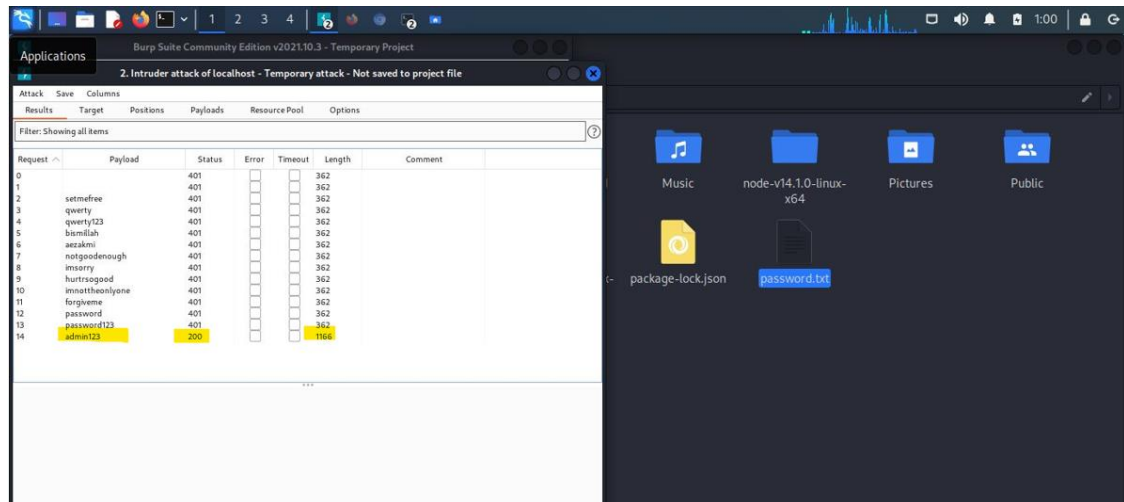 1 2 3 4 1:00
Applications
Burp Suite Community Edition v2021.10.3 - Temporary Project
2. Intruder attack of localhost - Temporary attack - Not saved to project file
Attack Save Columns
Results Target Positions Payloads Resource Pool Options
Filter: Showing all items
Request Payload Status Error Timeout Length Comment
0 401 362
1 401 362
2 setmefree 401 362
3 qwerty 401 362
4 qwerty123 401 362
5 bismillah 401 362
6 aezakmi 401 362
7 notgoodenough 401 362
8 imsorry 401 362
9 hurtrsogood 401 362
10 imnottheonlyone 401 362
11 forgiveme 401 362
12 password 401 362
13 password123 401 362
14 admin123 200 1166
Music
node-v14.1.0-linux-
x64
Pictures
Public
package-lock.json
password.txt